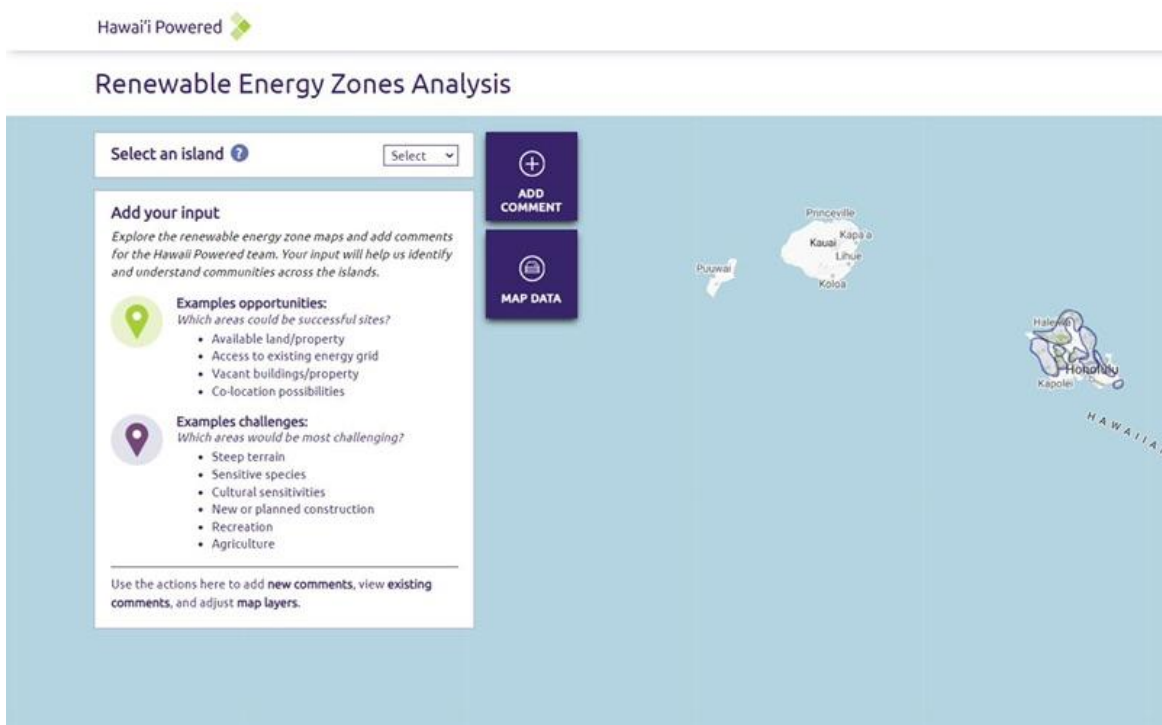 Hawai'i Powered
Renewable Energy Zones Analysis
Select an island ?
Select
Add your input
Explore the renewable energy zone maps and add comments
for the Hawaii Powered team. Your input will help us identify
and understand communities across the islands.
Examples opportunities:
Which areas could be successful sites?
• Available land/property
• Access to existing energy grid
• Vacant buildings/property
• Co-location possibilities
Examples challenges:
Which areas would be most challenging?
• Steep terrain
• Sensitive species
• Cultural sensitivities
• New or planned construction
• Recreation
• Agriculture
Use the actions here to add new comments, view existing
comments, and adjust map layers.
ADD
COMMENT
MAP DATA
Princeville
Kapa'a
Kauai
Lihue
Koloa
Puuwai
Haleiwa
Honolulu
Kapolei
HAWAIIA